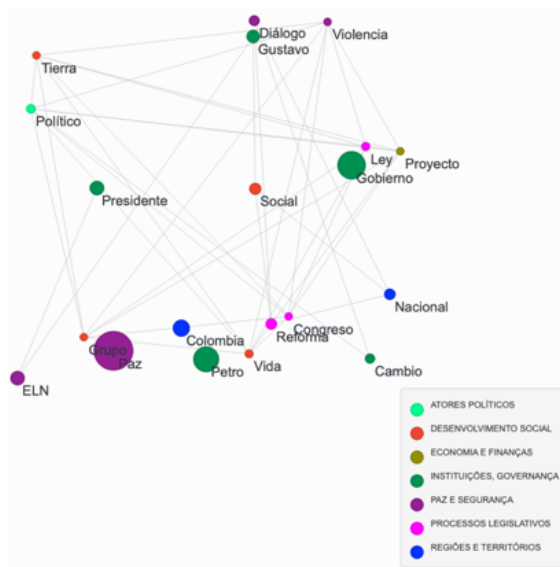 Diálogo
Violencia
Gustavo
Tierra
Político
Ley
Proyecto
Gobierno
Presidente
Social
Nacional
Congreso
Colombia
Reforma
Grupo
Paz
Petro
Vida
Cambio
ELN
ATORES POLÍTICOS
DESENVOLVIMENTO SOCIAL
ECONOMIA E FINANÇAS
INSTITUIÇÕES, GOVERNANÇA
PAZ E SEGURANÇA
PROCESSOS LEGISLATIVOS
REGIÕES E TERRITÓRIOS